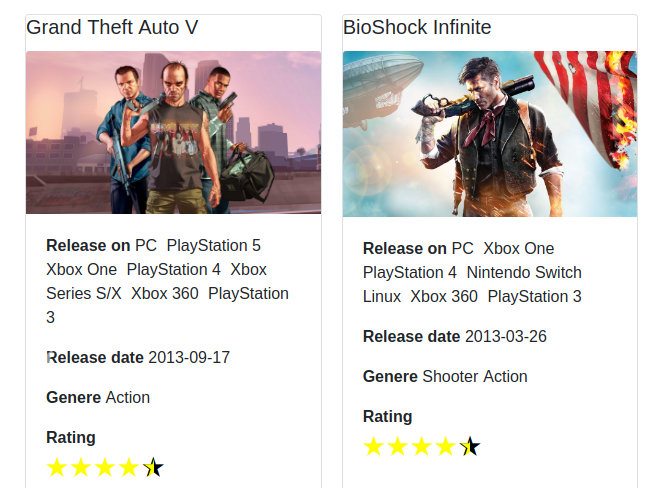 Grand Theft Auto V
Release on PC PlayStation 5
Xbox One PlayStation 4 Xbox
Series S/X Xbox 360 PlayStation
3
Release date 2013-09-17
Genere Action
Rating
BioShock Infinite
Release on PC Xbox One
PlayStation 4 Nintendo Switch
Linux Xbox 360 PlayStation 3
Release date 2013-03-26
Genere Shooter Action
Rating